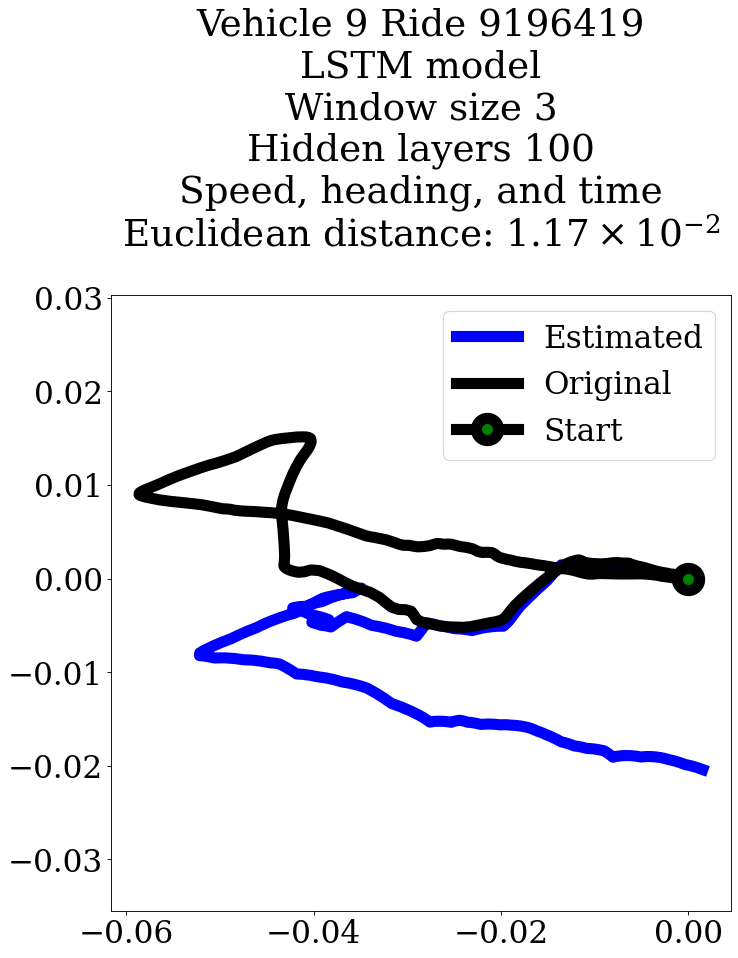 Vehicle 9 Ride 9196419
LSTM model
Window size 3
Hidden layers 100
Speed, heading, and time
Euclidean distance: 1.17 × 10⁻²
Estimated
Original
Start
0.03
0.02
0.01
0.00
−0.01
−0.02
−0.03
−0.06
−0.04
−0.02
0.00